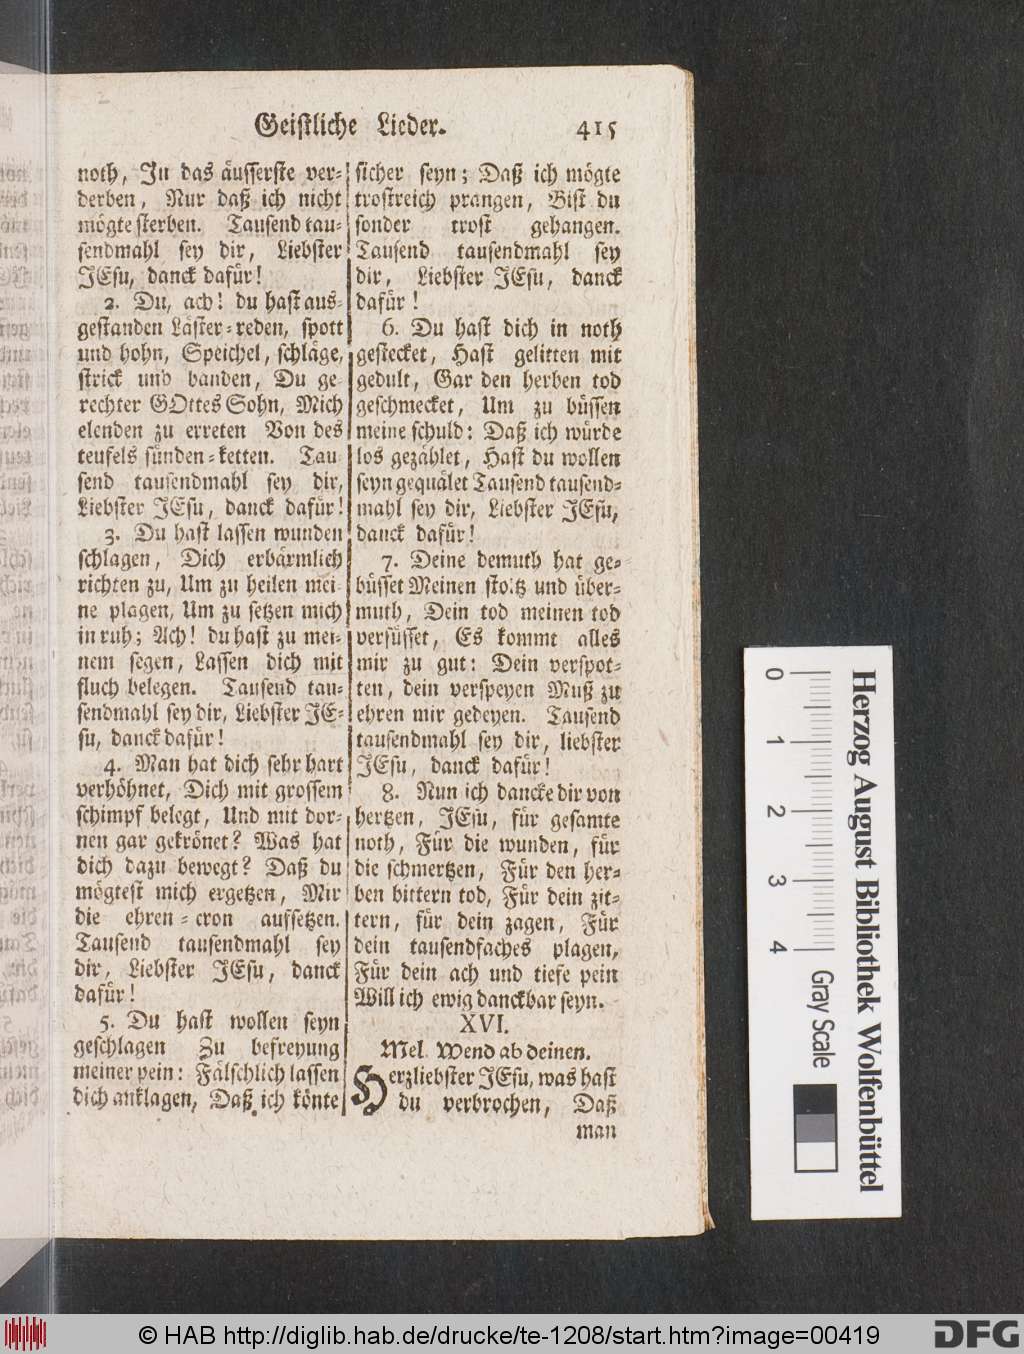 Geistliche Lieder. 415
noth, In das äusserste ver-
derben, Nur daß ich nicht
mögte sterben. Tausend tau-
sendmahl sey dir, Liebster
JEsu, danck dafür!
2. Du, ach! du hast aus-
gestanden Läster-reden, spott
und hohn, Speichel, schläge,
strick und banden, Du ge-
rechter GOttes Sohn, Mich
elenden zu erreten Von des
teufels sünden-ketten. Tau
send tausendmahl sey dir,
Liebster JEsu, danck dafür!
3. Du hast lassen wunden
schlagen, Dich erbärmlich
richten zu, Um zu heilen mei-
ne plagen, Um zu setzen mich
in ruh; Ach! du hast zu mei-
nem segen, Lassen dich mit
fluch belegen. Tausend tau-
sendmahl sey dir, Liebster JE-
su, danck dafür!
4. Man hat dich sehr hart
verhöhnet, Dich mit grossem
schimpf belegt, Und mit dor-
nen gar gekrönet? Was hat
dich dazu bewegt? Daß du
mögtest mich ergetzen, Mir
die ehren-cron aufsetzen.
Tausend tausendmahl sey
dir, Liebster JEsu, danck
dafür!
5. Du hast wollen seyn
geschlagen Zu befreyung
meiner pein: Fälschlich lassen
dich anklagen, Daß ich könte
sicher seyn; Daß ich mögte
trostreich prangen, Bist du
sonder trost gehangen.
Tausend tausendmahl sey
dir, Liebster JEsu, danck
dafür!
6. Du hast dich in noth
gestecket, Hast gelitten mit
gedult, Gar den herben tod
geschmecket, Um zu büssen
meine schuld: Daß ich würde
los gezählet, Hast du wollen
seyn gequälet Tausend tausend-
mahl sey dir, Liebster JEsu,
danck dafür!
7. Deine demuth hat ge-
büsset Meinen stoltz und über-
muth, Dein tod meinen tod
versüsset, Es kommt alles
mir zu gut: Dein verspot-
ten, dein verspeyen Muß zu
ehren mir gedeyen. Tausend
tausendmahl sey dir, liebster
JEsu, danck dafür!
8. Nun ich dancke dir von
hertzen, JEsu, für gesamte
noth, Für die wunden, für
die schmertzen, Für den her-
ben bittern tod, Für dein zit-
tern, für dein zagen, Für
dein tausendfaches plagen,
Für dein ach und tiefe pein
Will ich ewig danckbar seyn.
XVI.
Mel. Wend ab deinen.
Herzliebster JEsu, was hast
du verbrochen, Daß
man
0 1 2 3 4
Gray Scale
Herzog August Bibliothek Wolfenbüttel
© HAB http://diglib.hab.de/drucke/te-1208/start.htm?image=00419
DFG